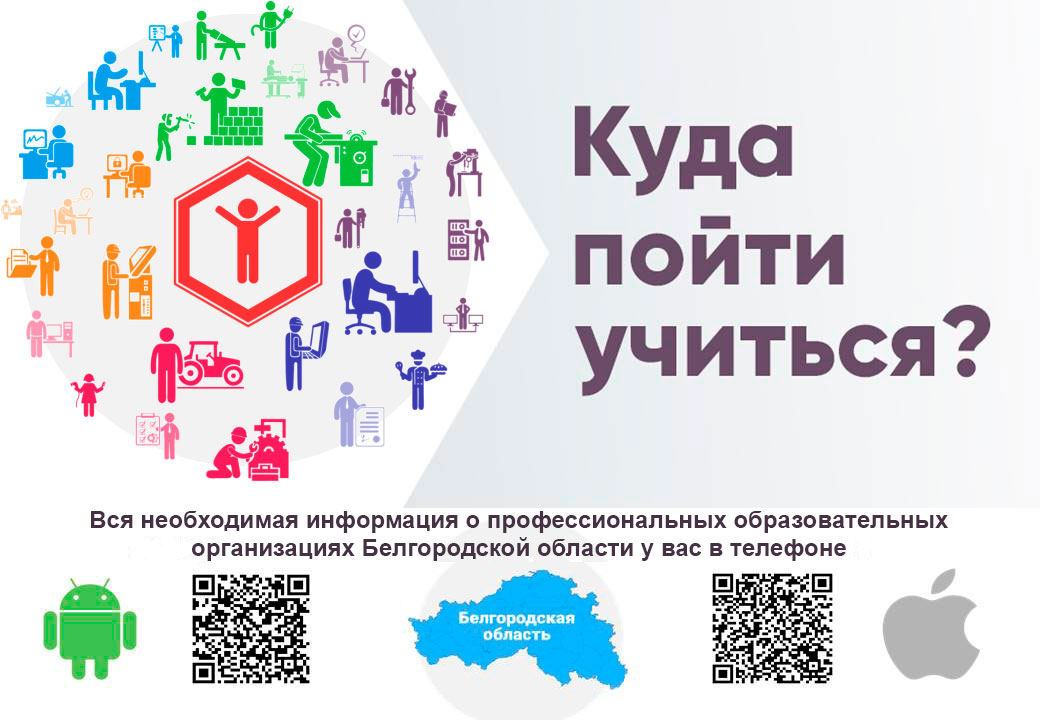 Куда
пойти
учиться?
Вся необходимая информация о профессиональных образовательных
организациях Белгородской области у вас в телефоне
Белгородская
область